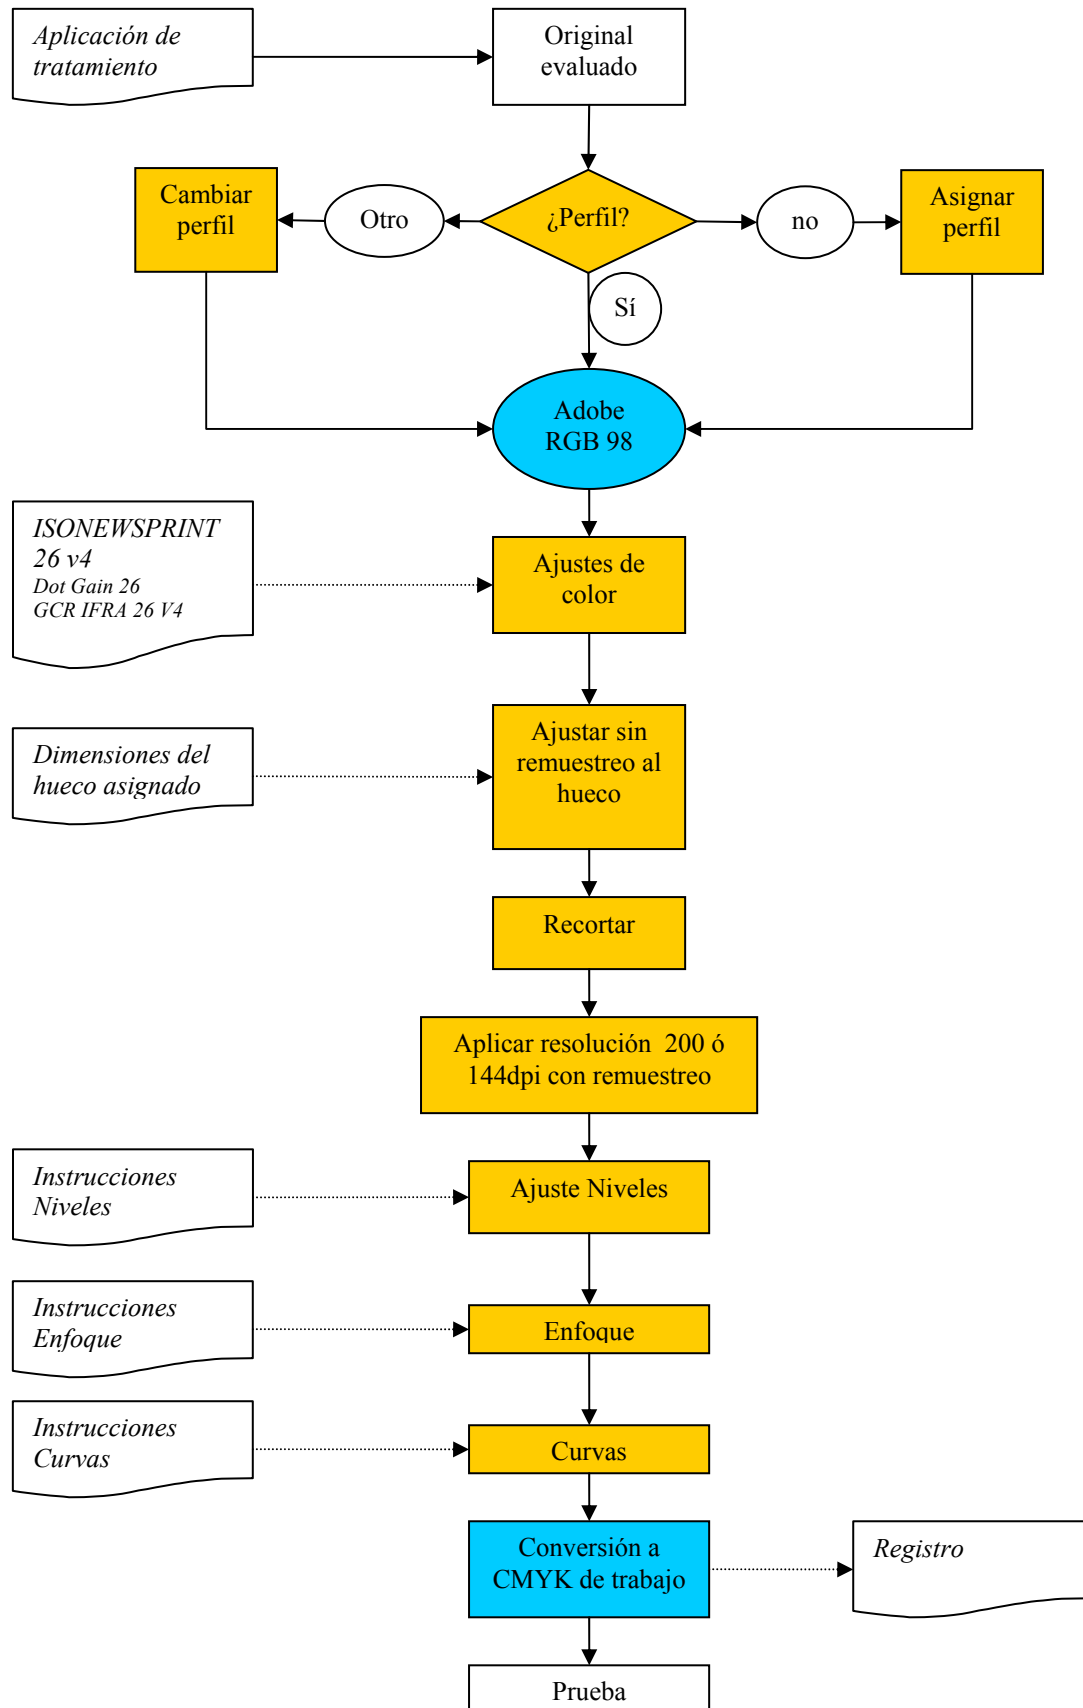 Aplicación de
tratamiento
Original
evaluado
Cambiar
perfil
Otro
¿Perfil?
no
Asignar
perfil
Sí
Adobe
RGB 98
ISONEWSPRINT
26 v4
Dot Gain 26
GCR IFRA 26 V4
Ajustes de
color
Dimensiones del
hueco asignado
Ajustar sin
remuestreo al
hueco
Recortar
Aplicar resolución 200 ó
144dpi con remuestreo
Instrucciones
Niveles
Ajuste Niveles
Instrucciones
Enfoque
Enfoque
Instrucciones
Curvas
Curvas
Conversión a
CMYK de trabajo
Registro
Prueba